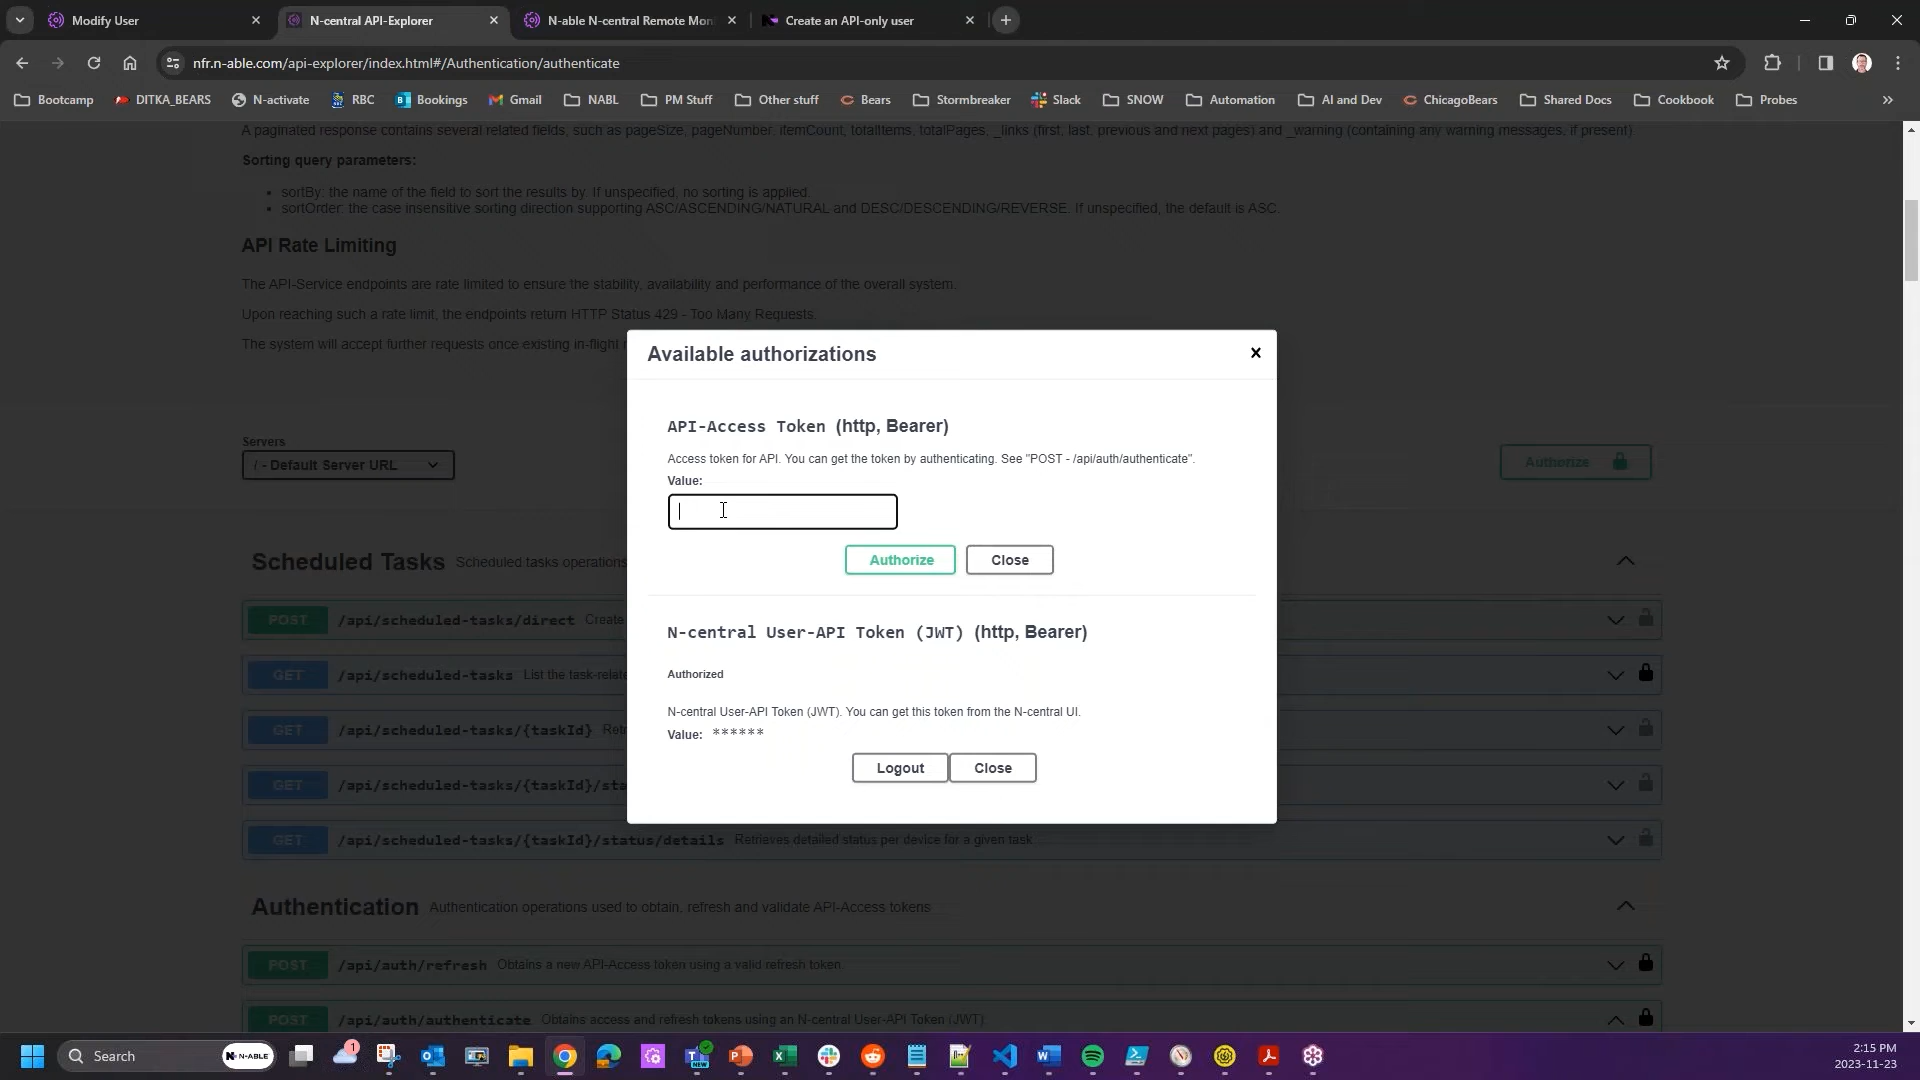 Modify User
N-central API-Explorer
N-able N-central Remote Moni
Create an API-only user
nfr.n-able.com/api-explorer/index.html#/Authentication/authenticate
Bootcamp
DITKA_BEARS
N-activate
RBC
Bookings
Gmail
NABL
PM Stuff
Other stuff
Bears
Stormbreaker
Slack
SNOW
Automation
AI and Dev
ChicagoBears
Shared Docs
Cookbook
Probes
A paginated response contains several related fields, such as pageSize, pageNumber, itemCount, totalItems, totalPages, _links (first, last, previous and next pages) and _warning (containing any warning messages, if present)
Sorting query parameters:
• sortBy: the name of the field to sort the results by. If unspecified, no sorting is applied.
• sortOrder: the case insensitive sorting direction supporting ASC/ASCENDING/NATURAL and DESC/DESCENDING/REVERSE. If unspecified, the default is ASC.
API Rate Limiting
The API-Service endpoints are rate limited to ensure the stability, availability and performance of the overall system.
Upon reaching such a rate limit, the endpoints return HTTP Status 429 - Too Many Requests.
The system will accept further requests once existing in-flight r
Available authorizations
API-Access Token (http, Bearer)
Access token for API. You can get the token by authenticating. See "POST - /api/auth/authenticate".
Value:
Authorize
Close
N-central User-API Token (JWT) (http, Bearer)
Authorized
N-central User-API Token (JWT). You can get this token from the N-central UI.
Value: ******
Logout
Close
Servers
/ - Default Server URL
Authorize
Scheduled Tasks Scheduled tasks operations
POST /api/scheduled-tasks/direct Create
GET /api/scheduled-tasks List the task-relate
GET /api/scheduled-tasks/{taskId} Retr
GET /api/scheduled-tasks/{taskId}/sta
GET /api/scheduled-tasks/{taskId}/status/details Retrieves detailed status per device for a given task
Authentication Authentication operations used to obtain, refresh and validate API-Access tokens
POST /api/auth/refresh Obtains a new API-Access token using a valid refresh token.
POST /api/auth/authenticate Obtains access and refresh tokens using an N-central User-API Token (JWT)
Search
N-ABLE
1
2:15 PM
2023-11-23